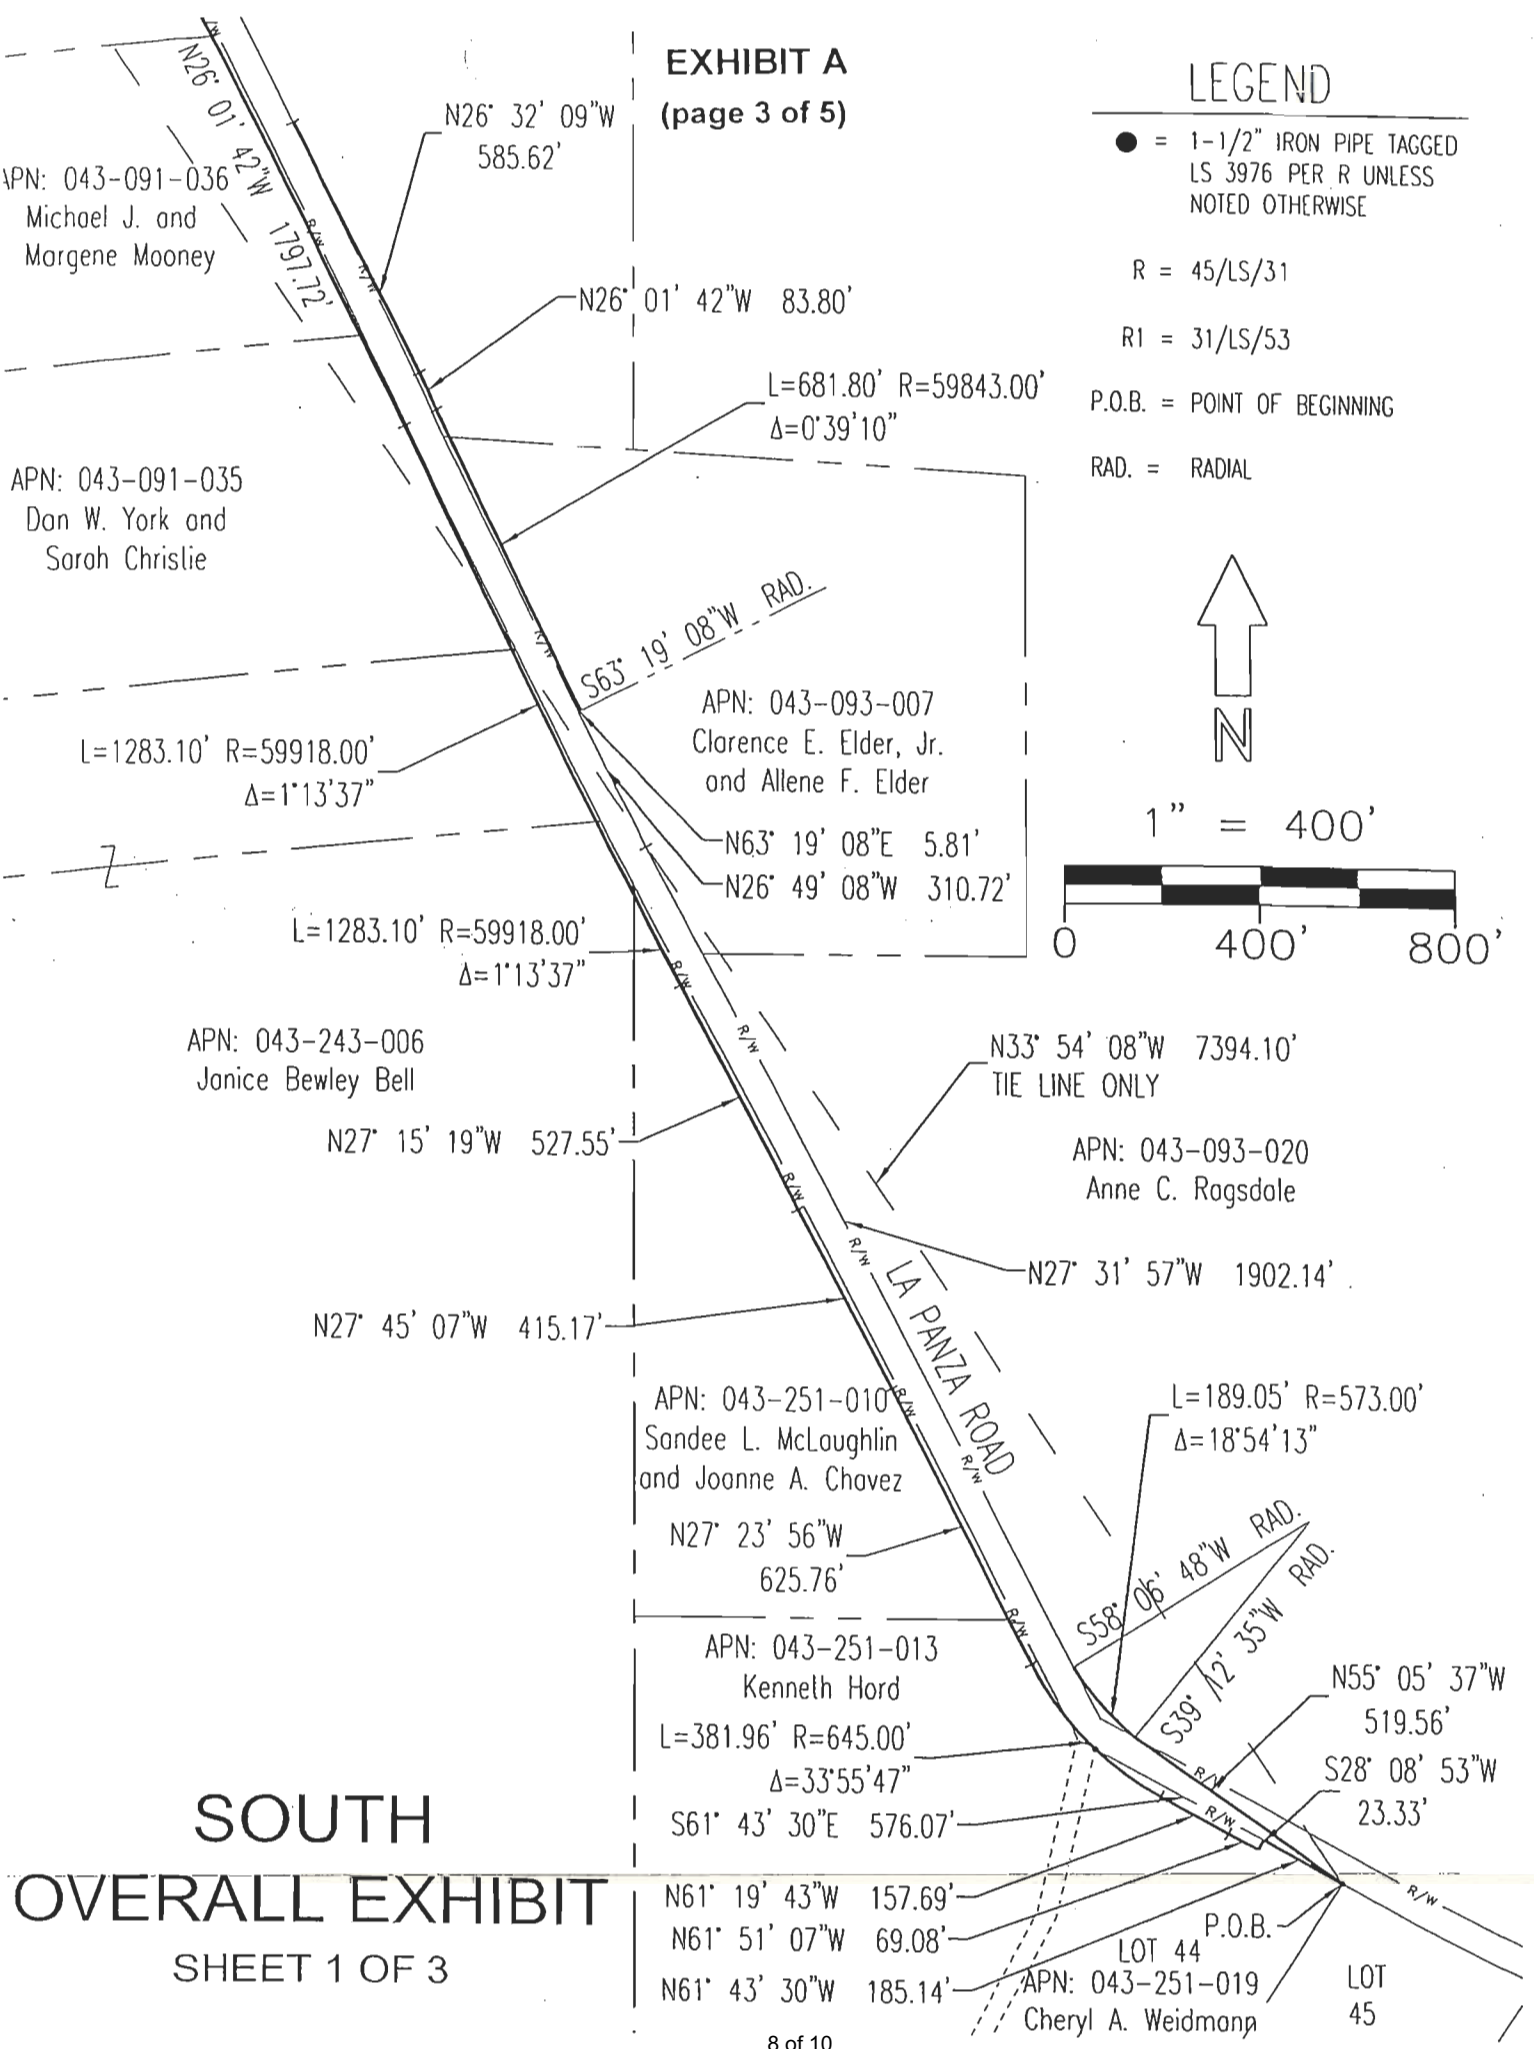 EXHIBIT A
(page 3 of 5)
LEGEND
● = 1-1/2" IRON PIPE TAGGED
LS 3976 PER R UNLESS
NOTED OTHERWISE
R = 45/LS/31
R1 = 31/LS/53
P.O.B. = POINT OF BEGINNING
RAD. = RADIAL
N
1" = 400'
0 400' 800'
R/W
N26° 01' 42"W 1797.72'
N26° 32' 09"W
585.62'
APN: 043-091-036
Michael J. and
Margene Mooney
R/W
R/W
N26° 01' 42"W 83.80'
L=681.80' R=59843.00'
Δ=0°39'10"
APN: 043-091-035
Dan W. York and
Sarah Chrislie
R/W
S63° 19' 08"W RAD.
APN: 043-093-007
Clarence E. Elder, Jr.
and Allene F. Elder
L=1283.10' R=59918.00'
Δ=1°13'37"
N63° 19' 08"E 5.81'
N26° 49' 08"W 310.72'
L=1283.10' R=59918.00'
Δ=1°13'37"
R/W
R/W
APN: 043-243-006
Janice Bewley Bell
N33° 54' 08"W 7394.10'
TIE LINE ONLY
N27° 15' 19"W 527.55'
APN: 043-093-020
Anne C. Ragsdale
R/W
R/W
N27° 31' 57"W 1902.14'
LA PANZA ROAD
N27° 45' 07"W 415.17'
APN: 043-251-010
Sandee L. McLaughlin
and Joanne A. Chavez
R/W
R/W
L=189.05' R=573.00'
Δ=18°54'13"
N27° 23' 56"W
625.76'
S58° 06' 48"W RAD.
S39° 12' 35"W RAD.
R/W
APN: 043-251-013
Kenneth Hord
N55° 05' 37"W
519.56'
L=381.96' R=645.00'
Δ=33°55'47"
S28° 08' 53"W
23.33'
R/W
R/W
S61° 43' 30"E 576.07'
N61° 19' 43"W 157.69'
R/W
N61° 51' 07"W 69.08'
P.O.B.
N61° 43' 30"W 185.14'
LOT 44
APN: 043-251-019
Cheryl A. Weidmann
LOT
45
SOUTH
OVERALL EXHIBIT
SHEET 1 OF 3
8 of 10